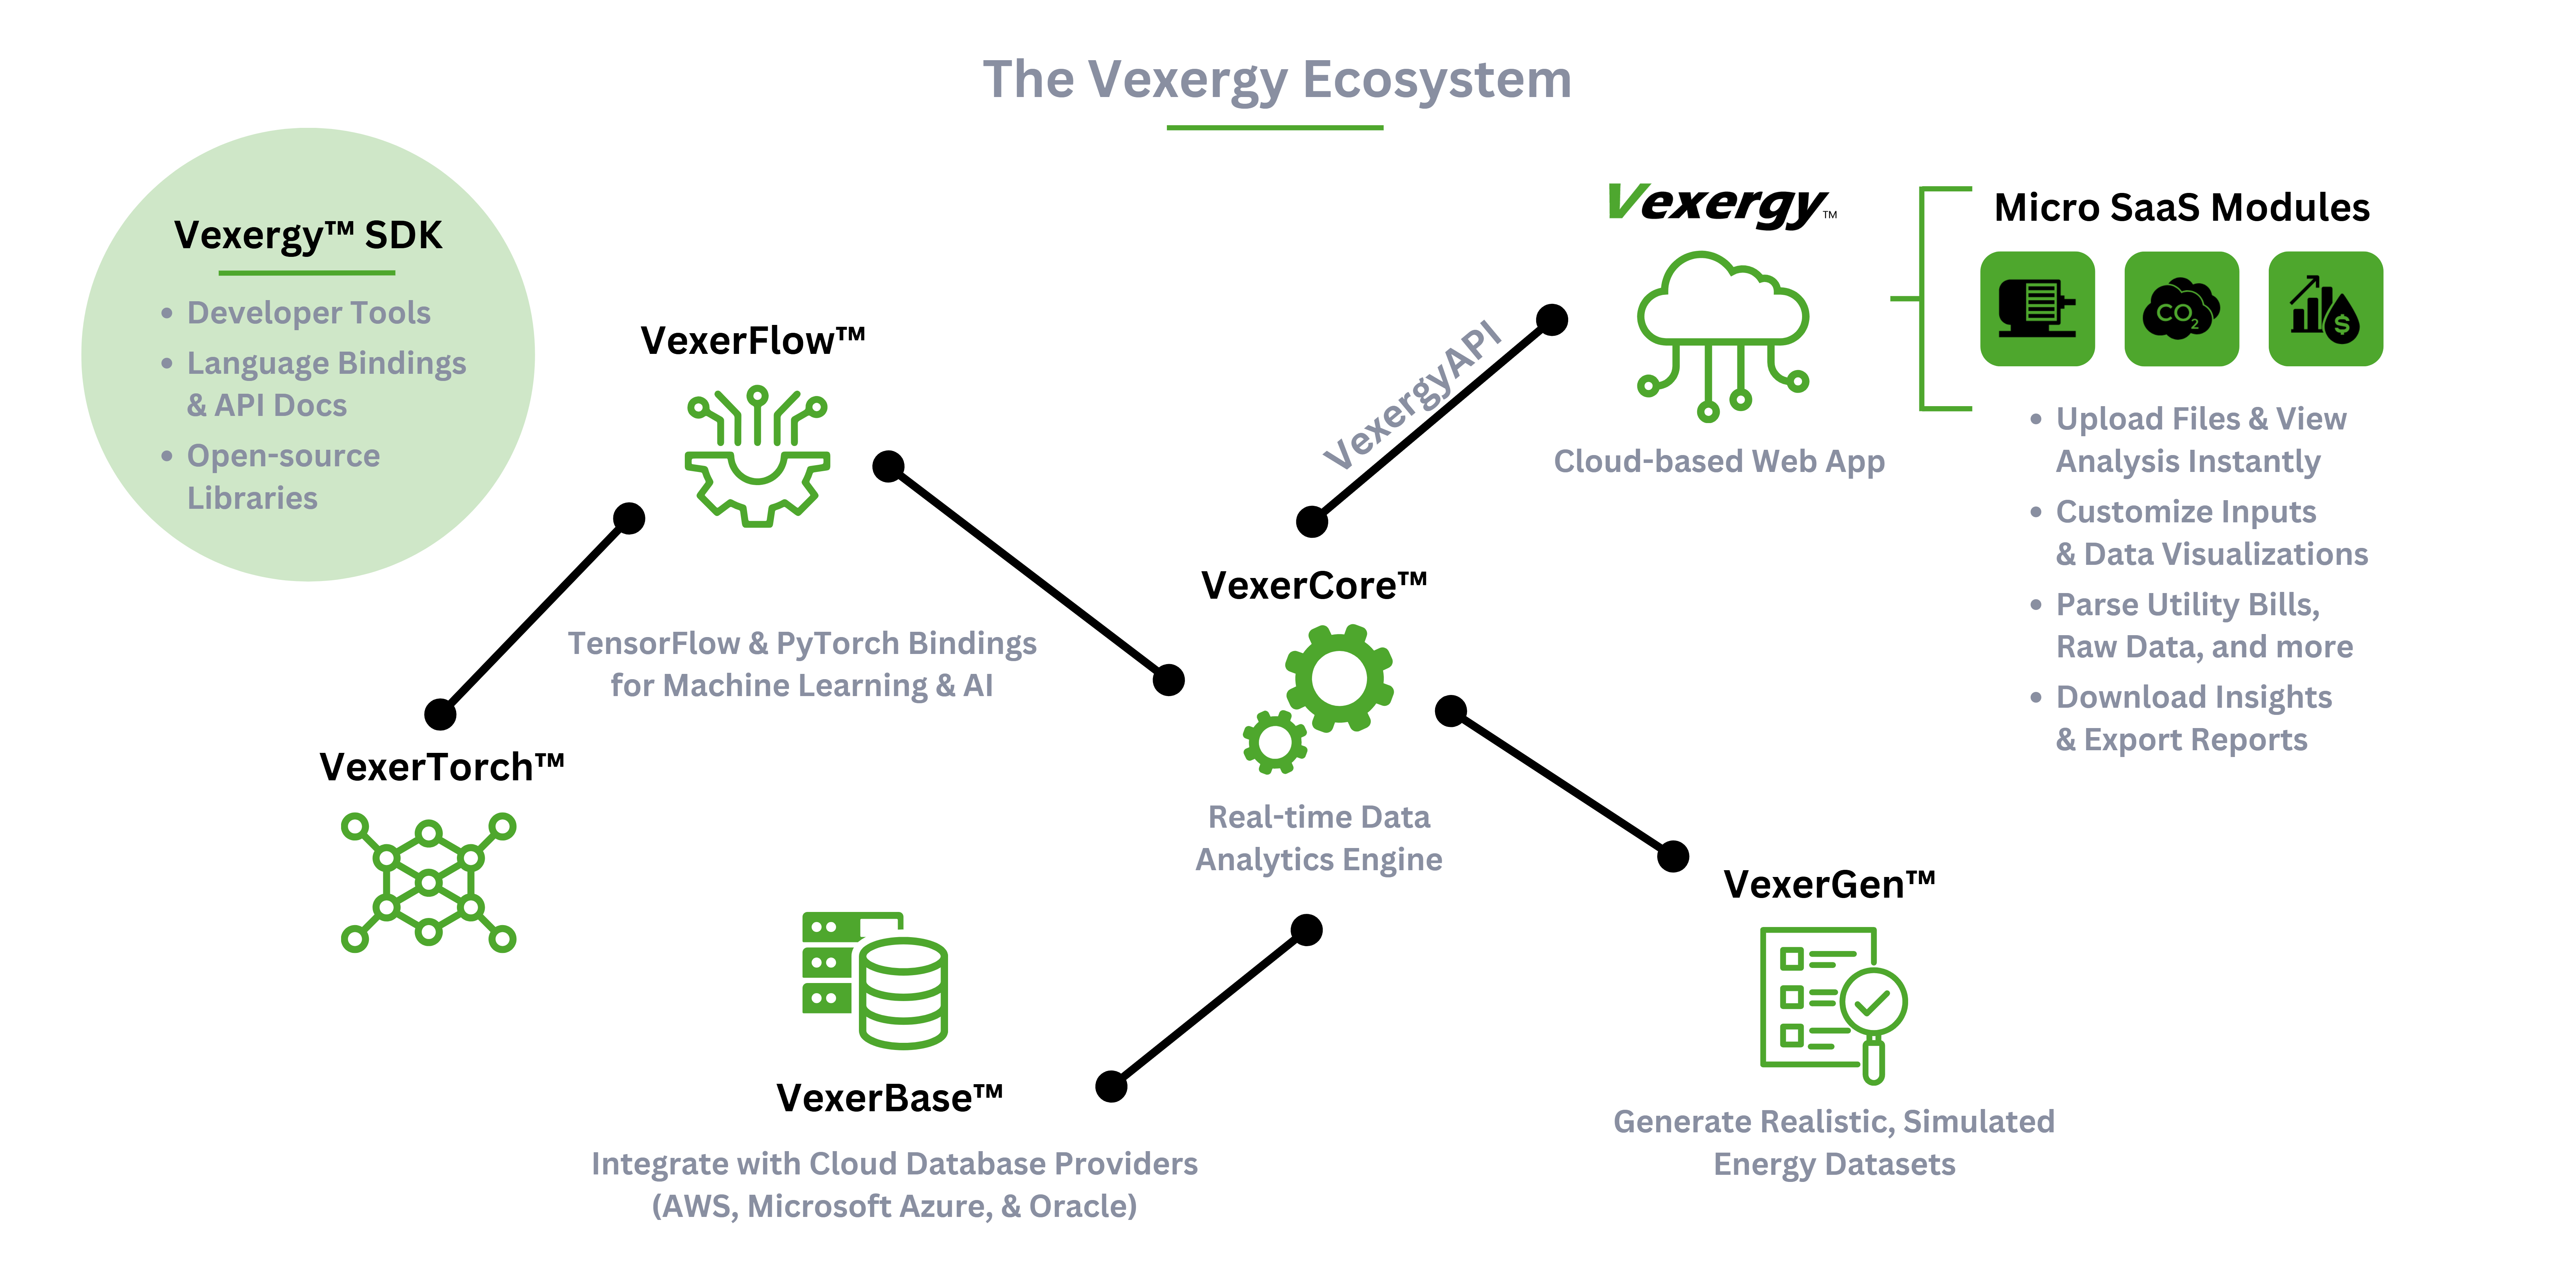 The Vexergy Ecosystem
Vexergy™ SDK
• Developer Tools
• Language Bindings
& API Docs
• Open-source
Libraries
VexerFlow™
TensorFlow & PyTorch Bindings
for Machine Learning & AI
VexerTorch™
VexergyAPI
VexerCore™
Real-time Data
Analytics Engine
VexerBase™
Integrate with Cloud Database Providers
(AWS, Microsoft Azure, & Oracle)
Vexergy™
Cloud-based Web App
Micro SaaS Modules
CO2
$
• Upload Files & View
Analysis Instantly
• Customize Inputs
& Data Visualizations
• Parse Utility Bills,
Raw Data, and more
• Download Insights
& Export Reports
VexerGen™
Generate Realistic, Simulated
Energy Datasets